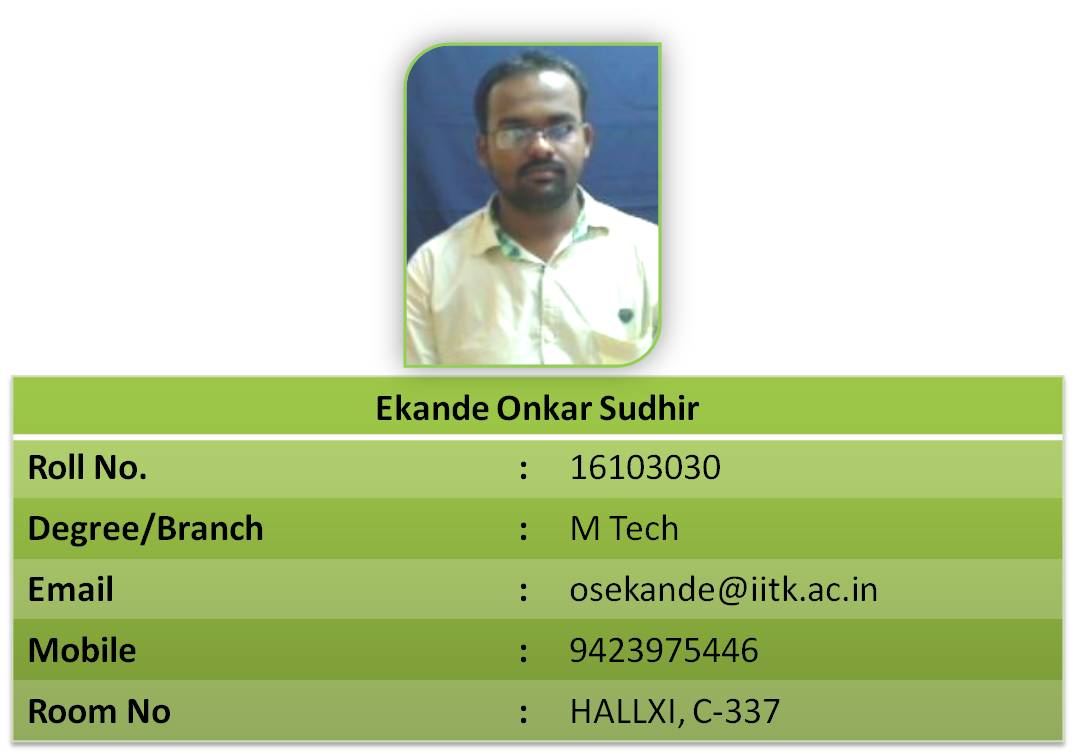 Ekande Onkar Sudhir
Roll No. : 16103030
Degree/Branch : M Tech
Email : osekande@iitk.ac.in
Mobile : 9423975446
Room No : HALLXI, C-337